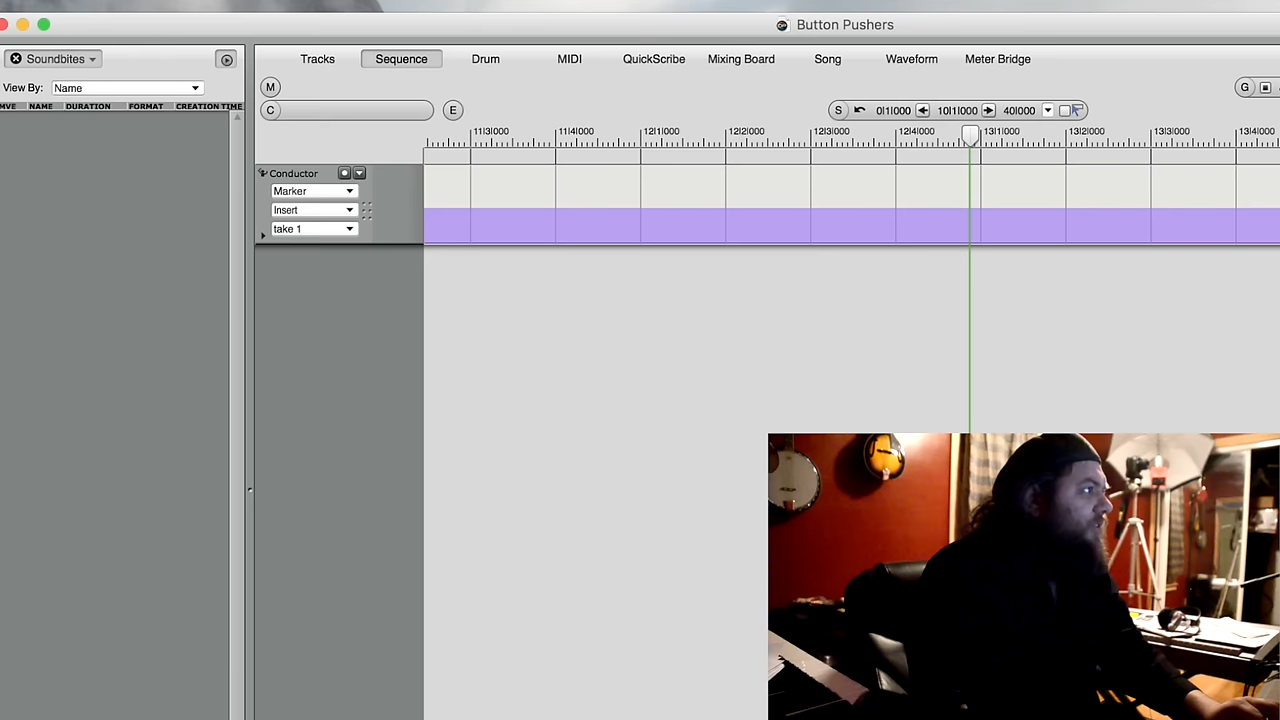 Button Pushers
Soundbites
Tracks Sequence Drum MIDI QuickScribe Mixing Board Song Waveform Meter Bridge
View By: Name
M
G
MVE NAME DURATION FORMAT CREATION TIME
C E S 0|1|000 10|1|000 40|000
11|3|000 11|4|000 12|1|000 12|2|000 12|3|000 12|4|000 13|1|000 13|2|000 13|3|000 13|4|000
Conductor
Marker
Insert
take 1